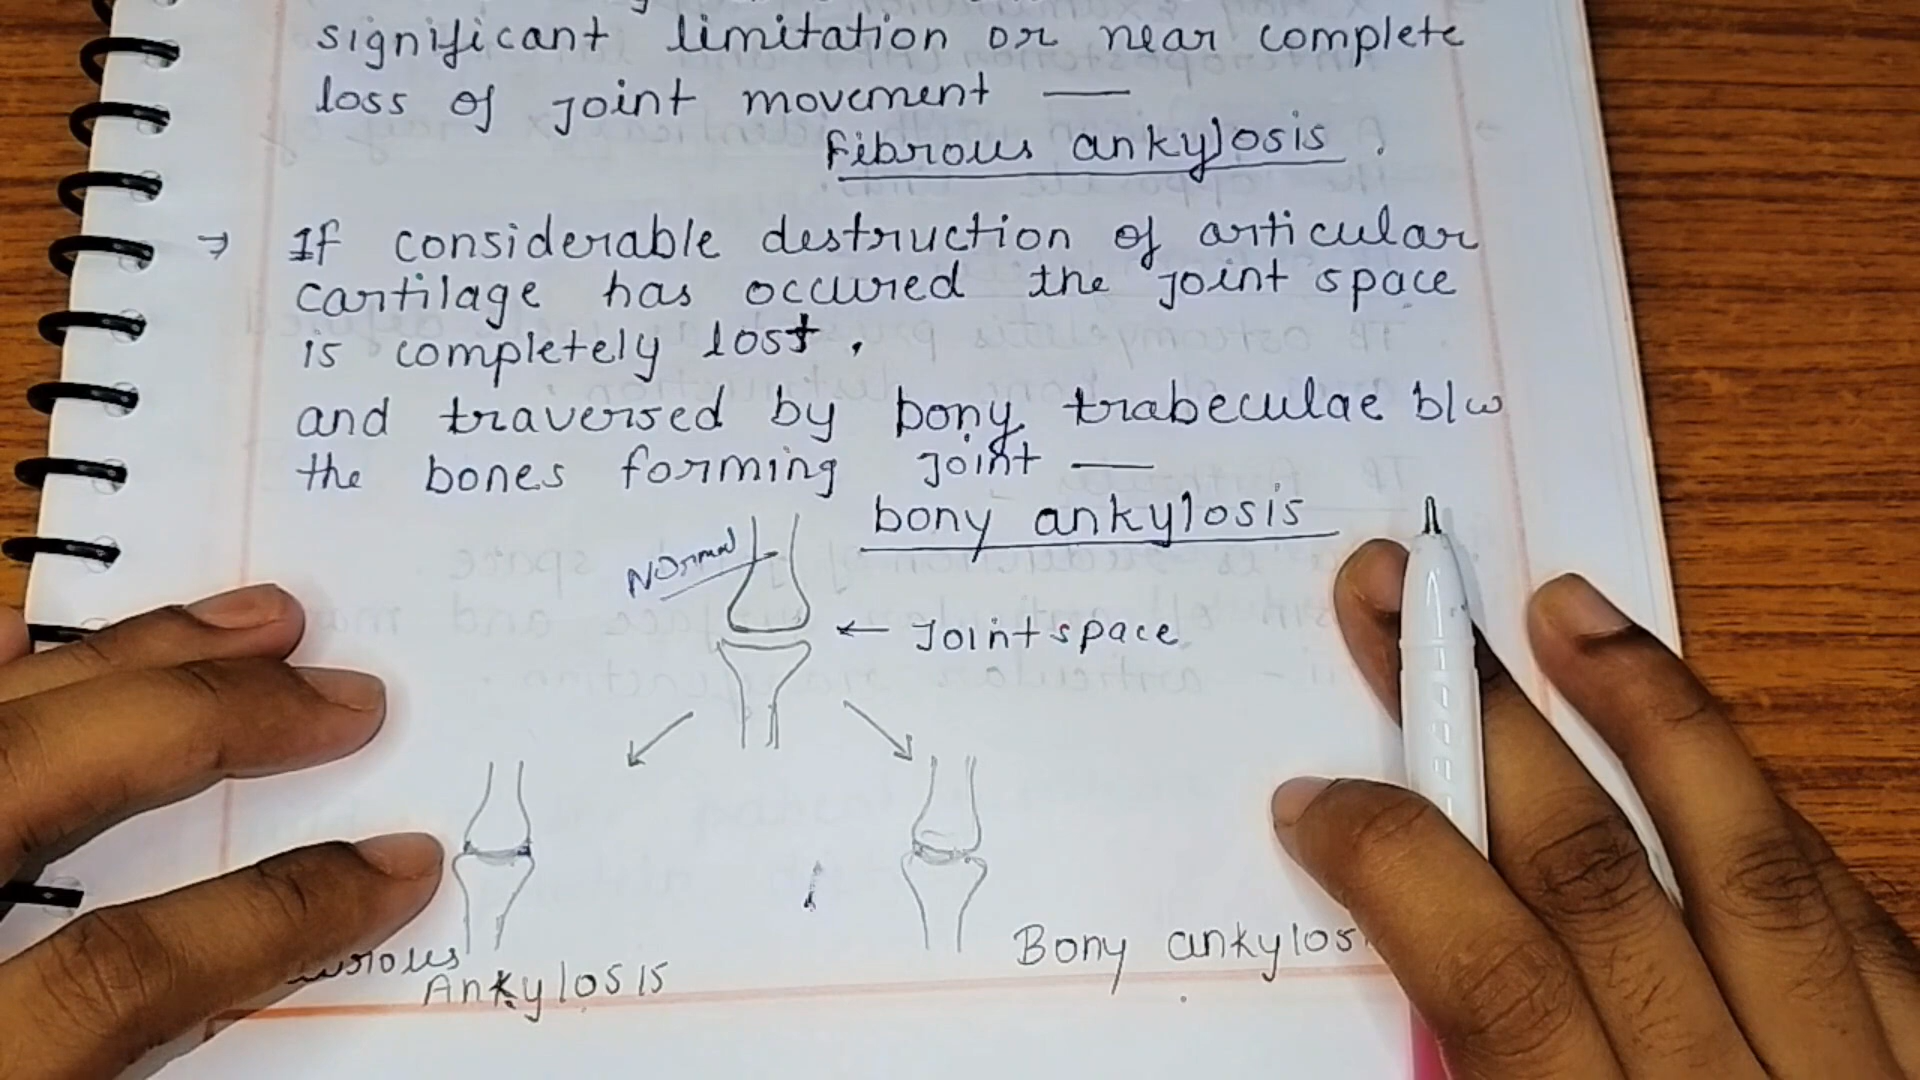 significant limitation or near complete
loss of joint movement —
Fibrous ankylosis.
→ If considerable destruction of articular
cartilage has occured the joint space
is completely lost.
and traversed by bony trabeculae b/w
the bones forming joint —
bony ankylosis
Normal
← Joint space
Ankylosis
Bony ankylos